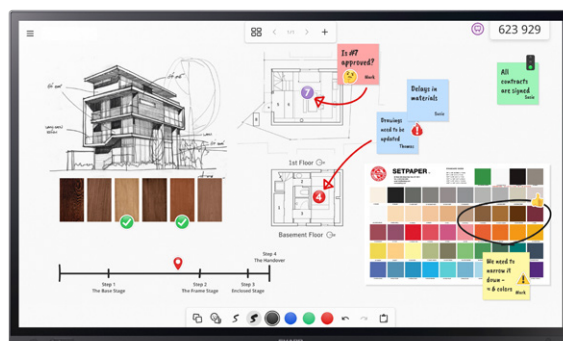 623 929
Is #7
approved?
Mark
7
All
contracts
are signed
Delays in
materials
Drawings
need to be
updated
Thomas
1st Floor
SETPAPER
4
Basement Floor
Step 4
The Handover
Step 1
The Base Stage
Step 2
The Frame Stage
Step 3
Enclosed Stage
We need to
narrow it
down -
≈ 6 colors
Mark